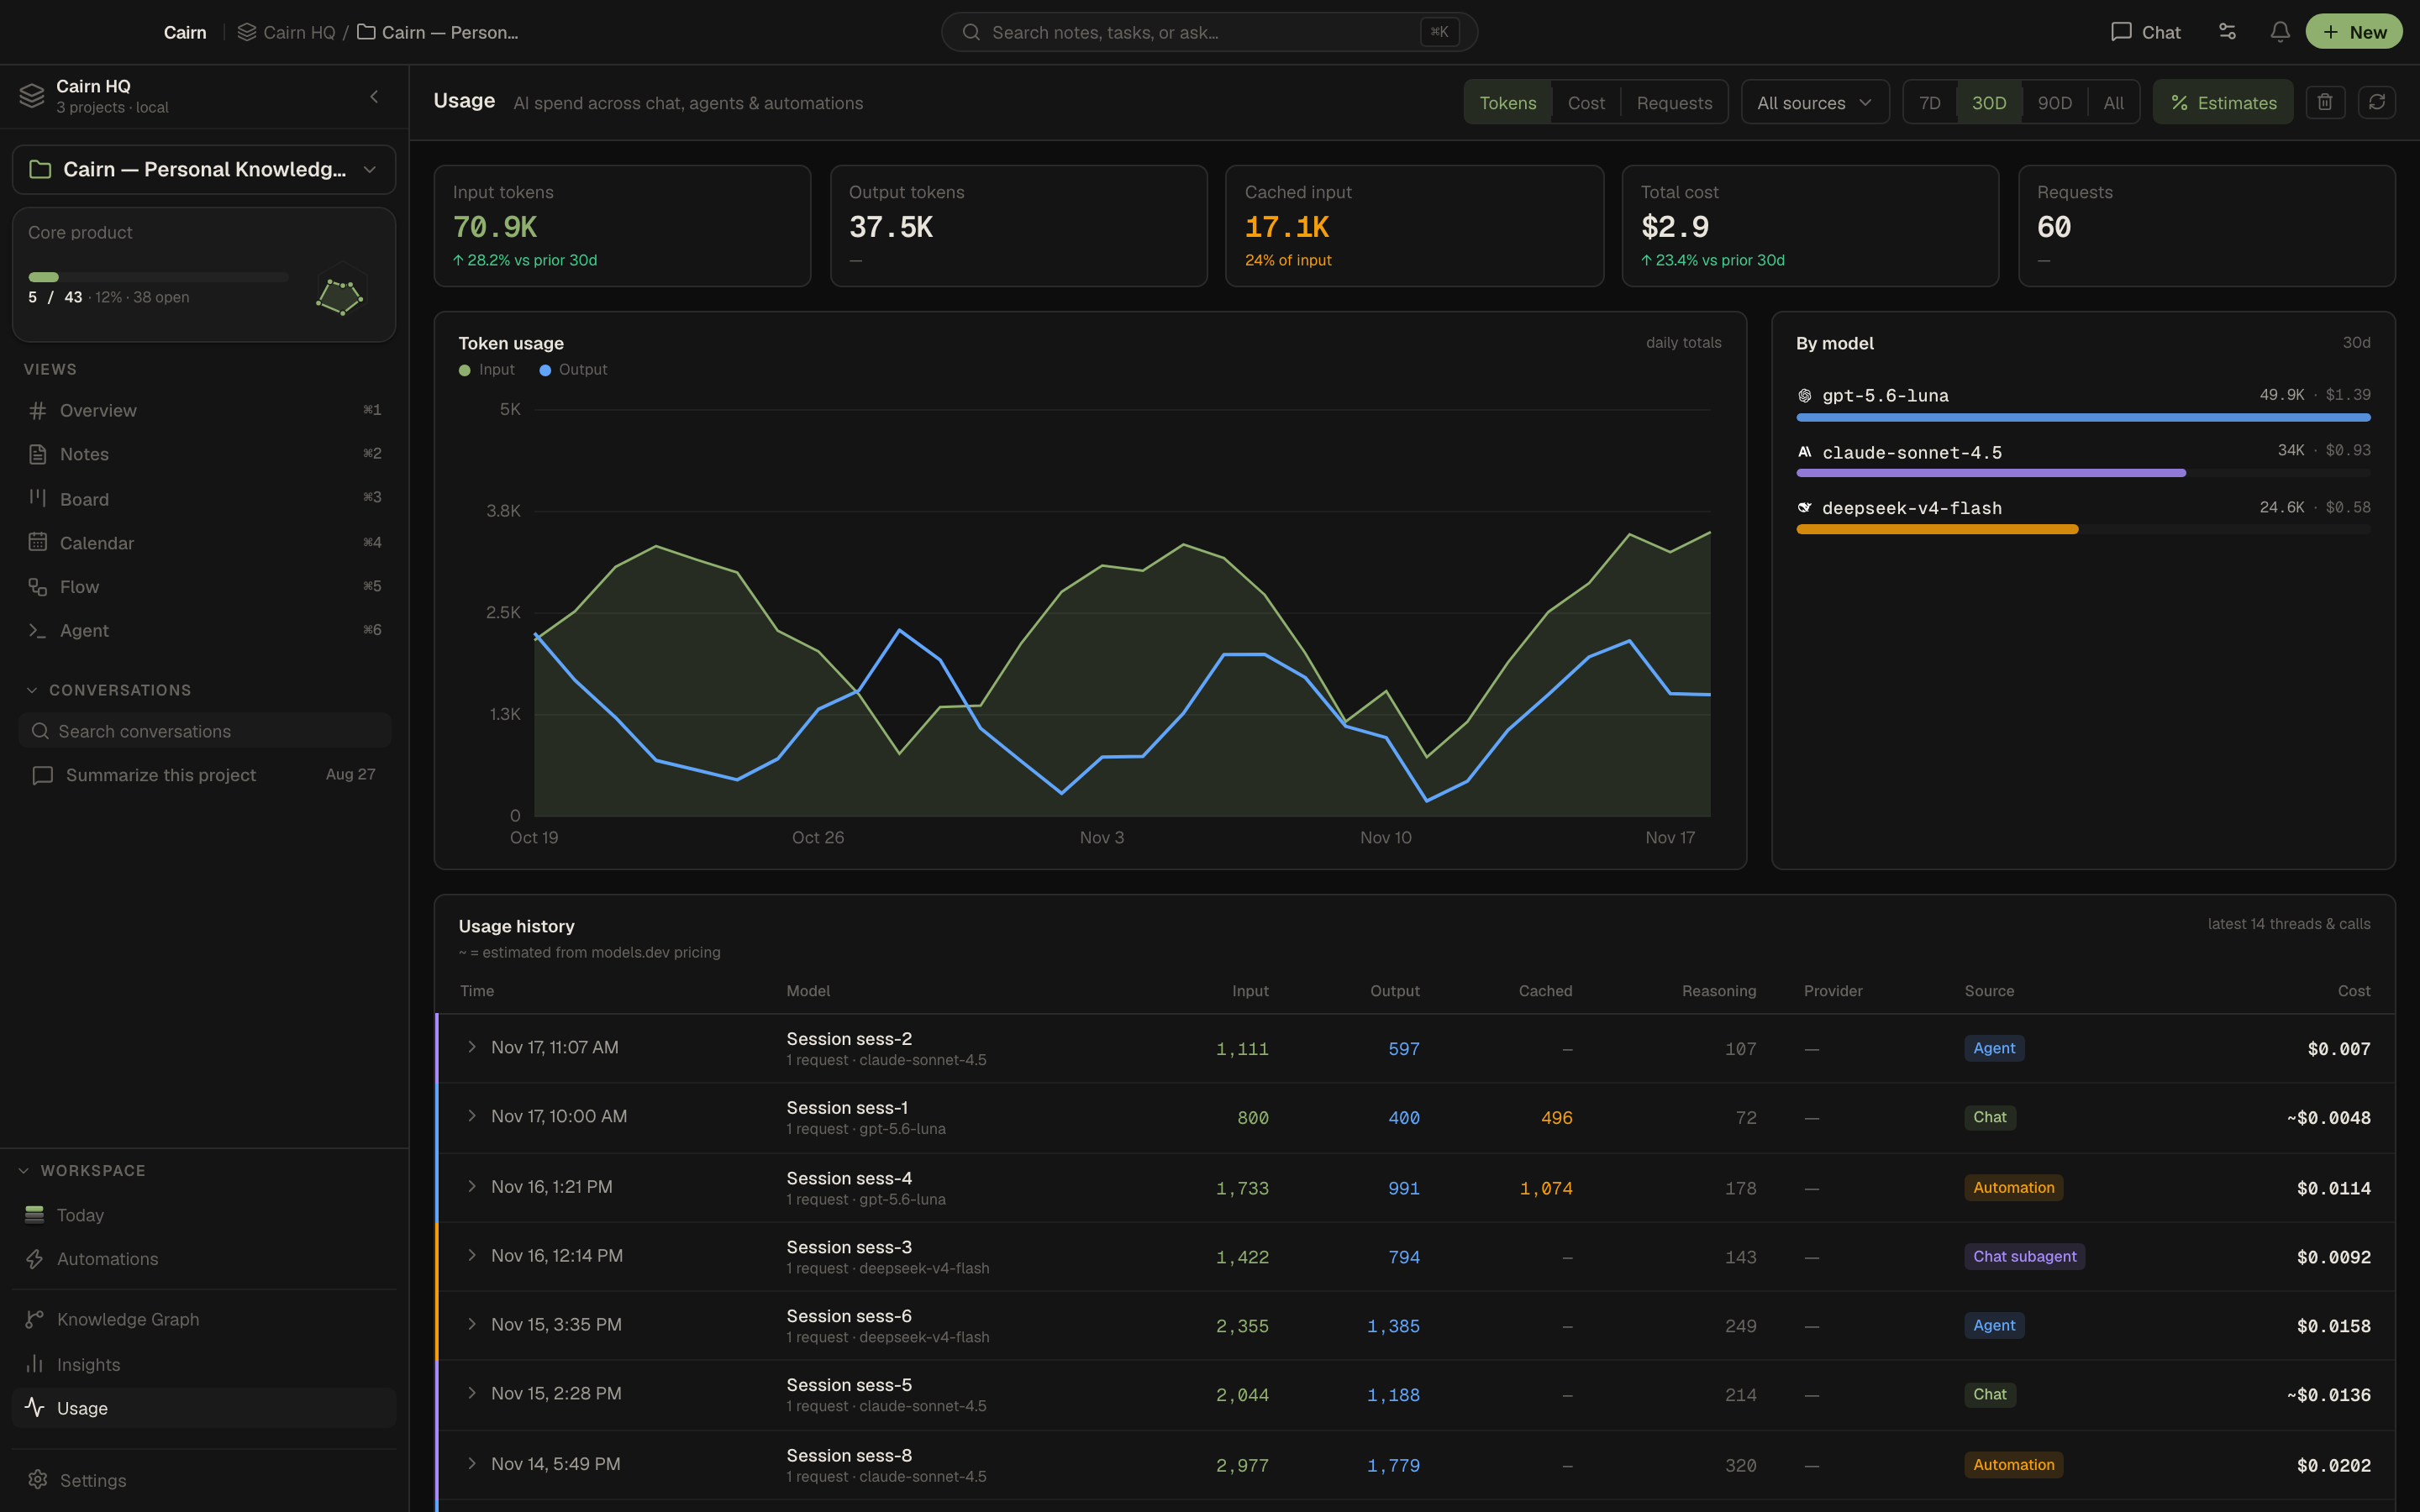 Cairn
Cairn HQ / Cairn — Person...
Search notes, tasks, or ask...
⌘K
Chat
New
Cairn HQ
3 projects · local
Cairn — Personal Knowledg...
Core product
5 / 43 · 12% · 38 open
VIEWS
Overview ⌘1
Notes ⌘2
Board ⌘3
Calendar ⌘4
Flow ⌘5
Agent ⌘6
CONVERSATIONS
Search conversations
Summarize this project Aug 27
WORKSPACE
Today
Automations
Knowledge Graph
Insights
Usage
Settings
Usage AI spend across chat, agents & automations
Tokens Cost Requests
All sources
7D 30D 90D All
Estimates
Input tokens
70.9K
↑ 28.2% vs prior 30d
Output tokens
37.5K
—
Cached input
17.1K
24% of input
Total cost
$2.9
↑ 23.4% vs prior 30d
Requests
60
—
Token usage daily totals
Input Output
5K
3.8K
2.5K
1.3K
0
Oct 19 Oct 26 Nov 3 Nov 10 Nov 17
By model 30d
gpt-5.6-luna 49.9K · $1.39
claude-sonnet-4.5 34K · $0.93
deepseek-v4-flash 24.6K · $0.58
Usage history latest 14 threads & calls
~ = estimated from models.dev pricing
Time Model Input Output Cached Reasoning Provider Source Cost
Nov 17, 11:07 AM Session sess-2 1,111 597 — 107 — Agent $0.007
1 request · claude-sonnet-4.5
Nov 17, 10:00 AM Session sess-1 800 400 496 72 — Chat ~$0.0048
1 request · gpt-5.6-luna
Nov 16, 1:21 PM Session sess-4 1,733 991 1,074 178 — Automation $0.0114
1 request · gpt-5.6-luna
Nov 16, 12:14 PM Session sess-3 1,422 794 — 143 — Chat subagent $0.0092
1 request · deepseek-v4-flash
Nov 15, 3:35 PM Session sess-6 2,355 1,385 — 249 — Agent $0.0158
1 request · deepseek-v4-flash
Nov 15, 2:28 PM Session sess-5 2,044 1,188 — 214 — Chat ~$0.0136
1 request · claude-sonnet-4.5
Nov 14, 5:49 PM Session sess-8 2,977 1,779 — 320 — Automation $0.0202
1 request · claude-sonnet-4.5